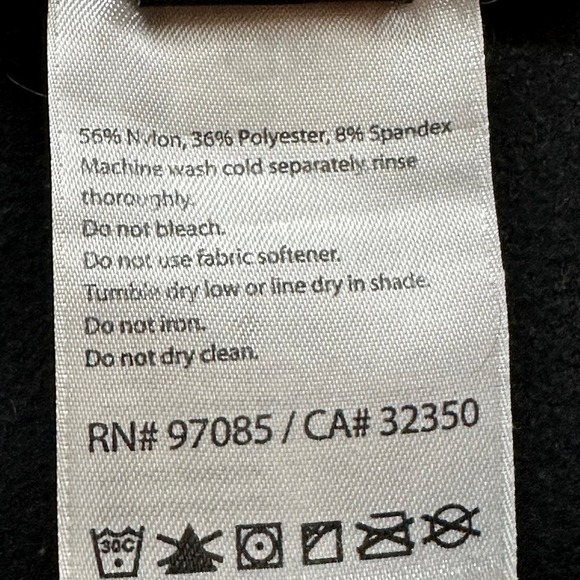 56% Nylon, 36% Polyester, 8% Spandex
Machine wash cold separately rinse
thoroughly.
Do not bleach.
Do not use fabric softener.
Tumble dry low or line dry in shade.
Do not iron.
Do not dry clean.
RN# 97085 / CA# 32350
30C